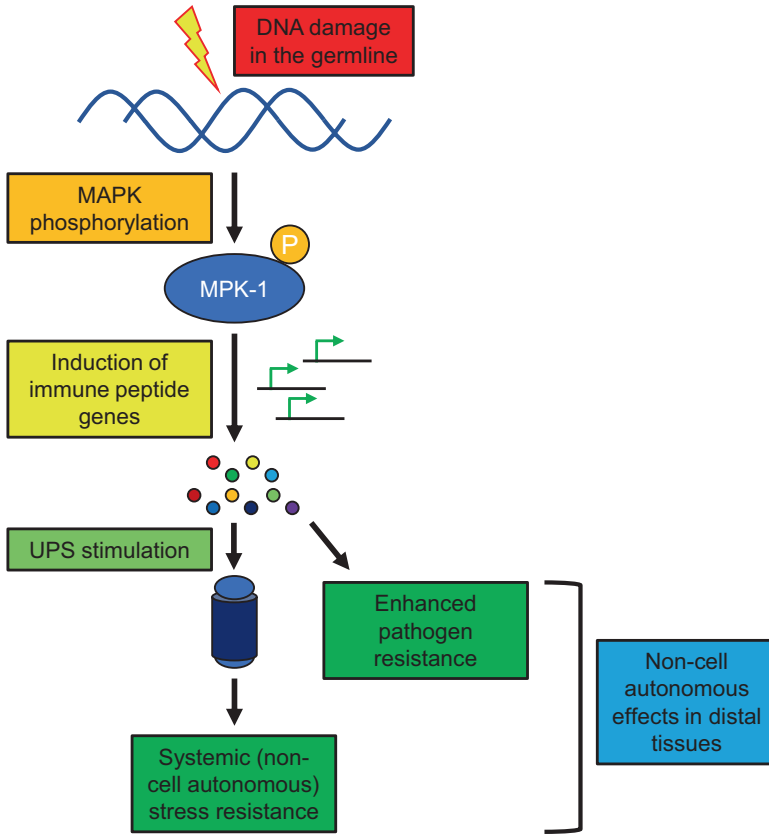 DNA damage
in the germline
MAPK
phosphorylation
P
MPK-1
Induction of
immune peptide
genes
UPS stimulation
Enhanced
pathogen
resistance
Non-cell
autonomous
effects in distal
tissues
Systemic (non-
cell autonomous)
stress resistance